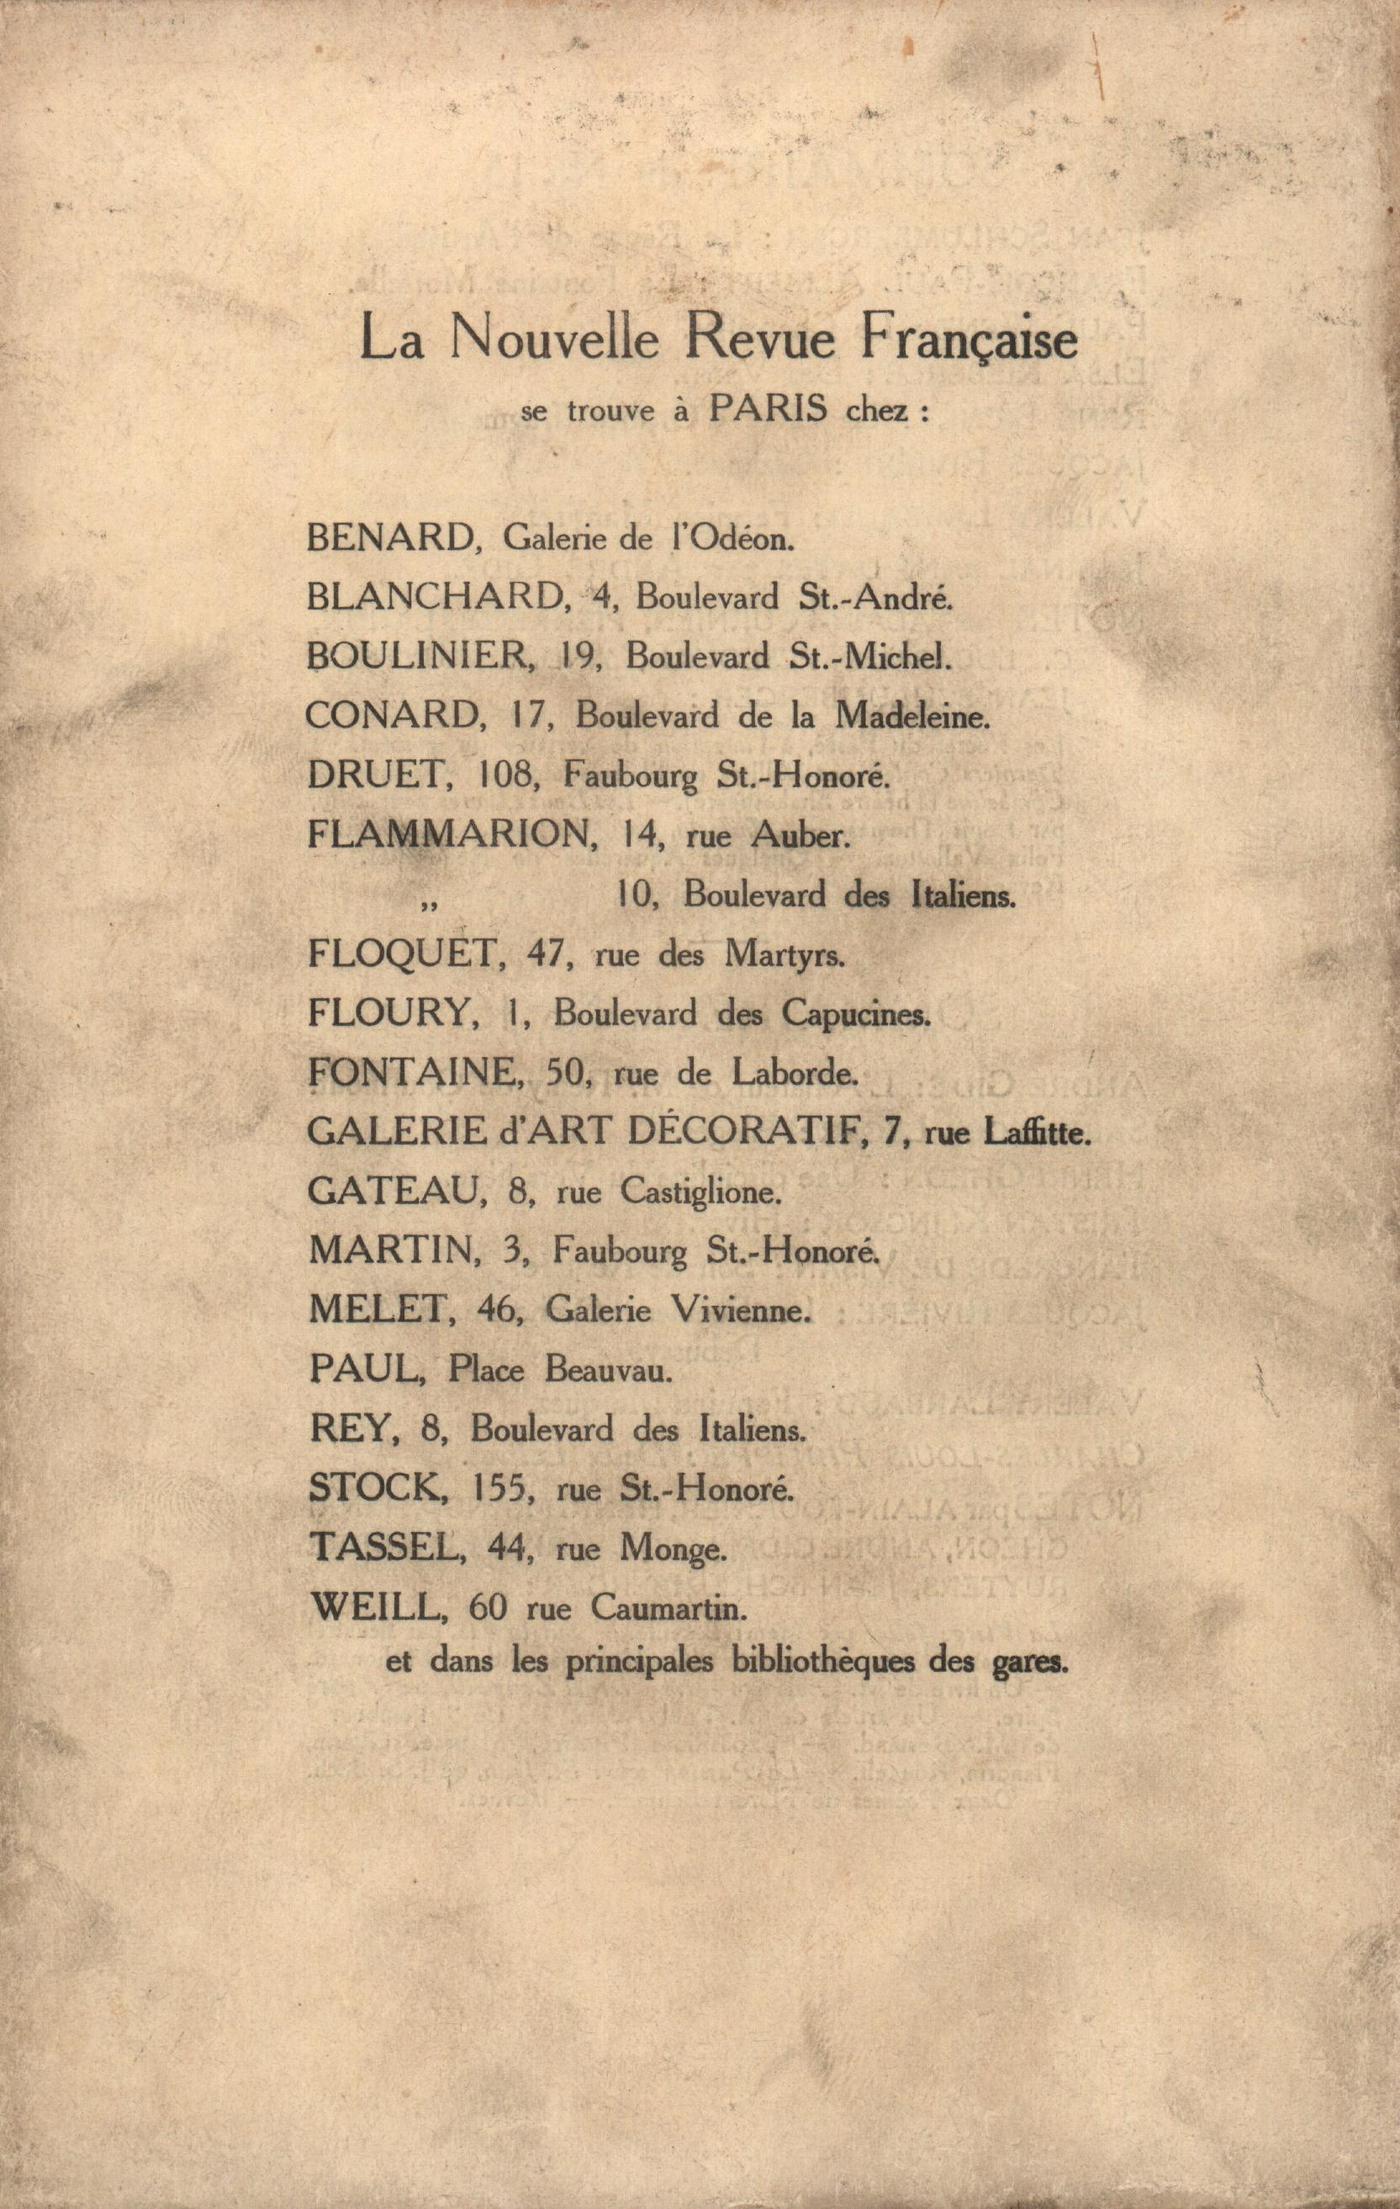 La Nouvelle Revue Française
se trouve à PARIS chez :
BENARD, Galerie de l'Odéon.
BLANCHARD, 4, Boulevard St.-André.
BOULINIER, 19, Boulevard St.-Michel.
CONARD, 17, Boulevard de la Madeleine.
DRUET, 108, Faubourg St.-Honoré.
FLAMMARION, 14, rue Auber.
„ 10, Boulevard des Italiens.
FLOQUET, 47, rue des Martyrs.
FLOURY, 1, Boulevard des Capucines.
FONTAINE, 50, rue de Laborde.
GALERIE d'ART DÉCORATIF, 7, rue Laffitte.
GATEAU, 8, rue Castiglione.
MARTIN, 3, Faubourg St.-Honoré.
MELET, 46, Galerie Vivienne.
PAUL, Place Beauvau.
REY, 8, Boulevard des Italiens.
STOCK, 155, rue St.-Honoré.
TASSEL, 44, rue Monge.
WEILL, 60 rue Caumartin.
et dans les principales bibliothèques des gares.